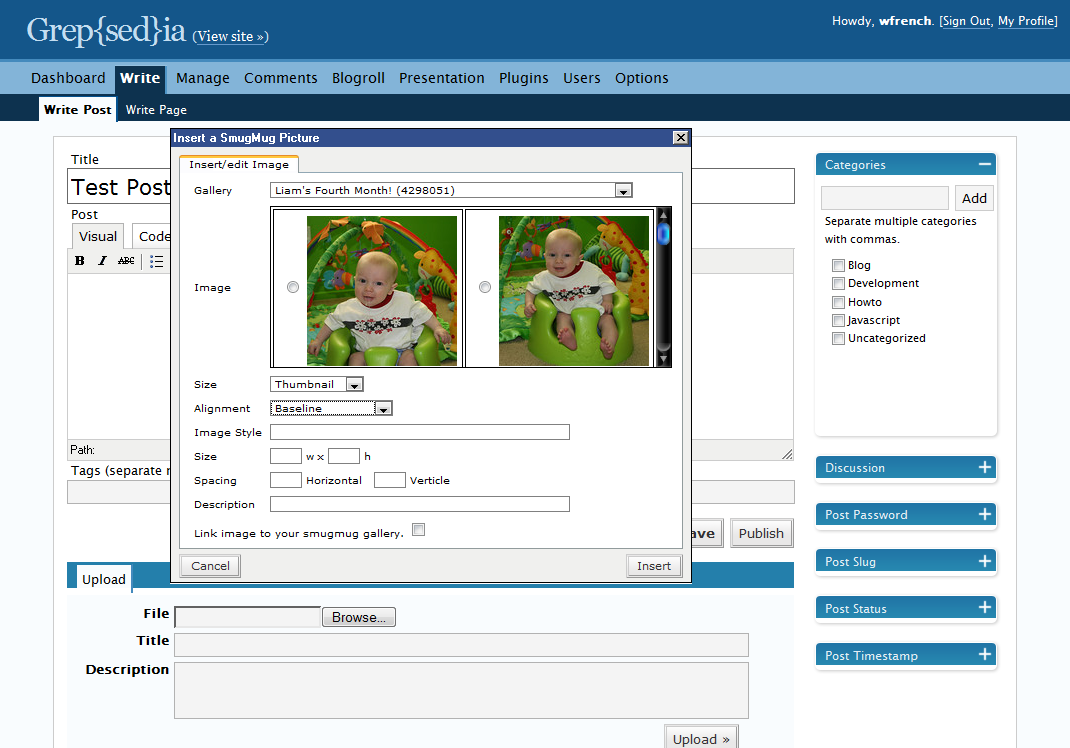 Grep{sed}ia (View site »)
Howdy, wfrench. [Sign Out, My Profile]
Dashboard Write Manage Comments Blogroll Presentation Plugins Users Options
Write Post Write Page
Title
Test Post
Post
Visual Code
B I ABC
Path:
Tags (separate
Publish
Insert a SmugMug Picture
Insert/edit Image
Gallery Liam's Fourth Month! (4298051)
Image
Size Thumbnail
Alignment Baseline
Image Style
Size w x h
Spacing Horizontal Verticle
Description
Link image to your smugmug gallery.
Cancel Insert
Upload
File Browse...
Title
Description
Upload »
Categories
Add
Separate multiple categories
with commas.
Blog
Development
Howto
Javascript
Uncategorized
Discussion
Post Password
Post Slug
Post Status
Post Timestamp